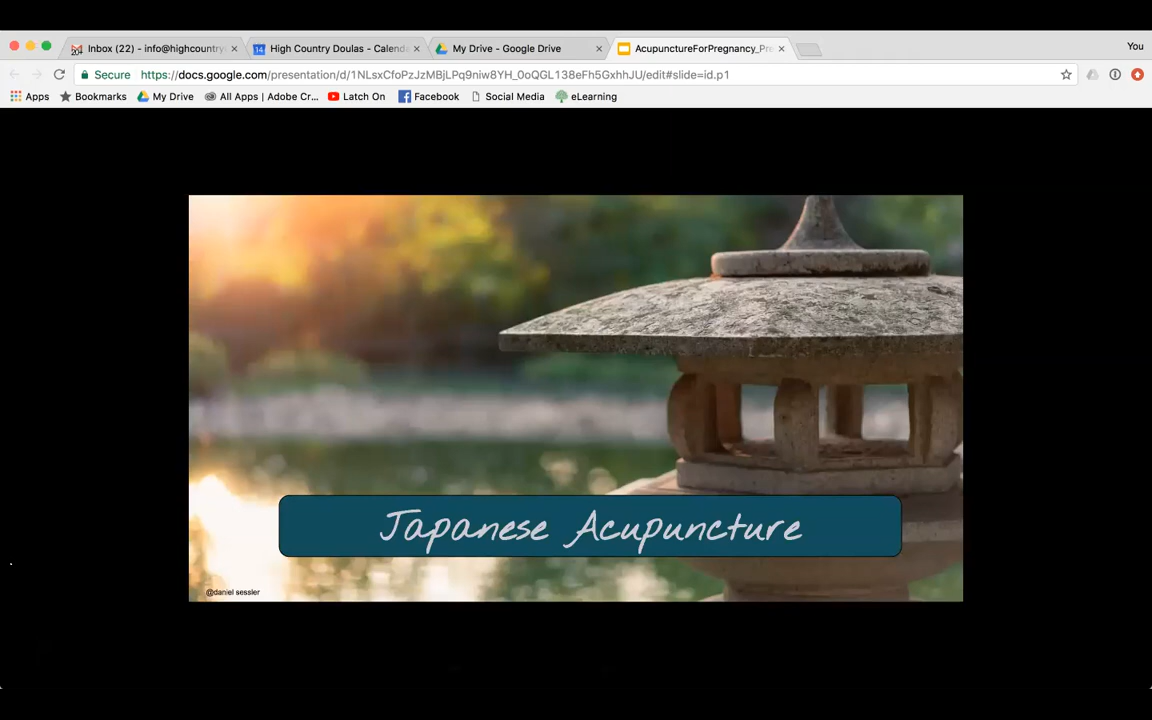 Inbox (22) - info@highcountry
High Country Doulas - Calenda
My Drive - Google Drive
AcupunctureForPregnancy_Pr
You
Secure https://docs.google.com/presentation/d/1NLsxCfoPzJzMBjLPq9niw8YH_0oQGL138eFh5GxhhJU/edit#slide=id.p1
Apps Bookmarks My Drive All Apps | Adobe Cr... Latch On Facebook Social Media eLearning
Japanese Acupuncture
@daniel sessler